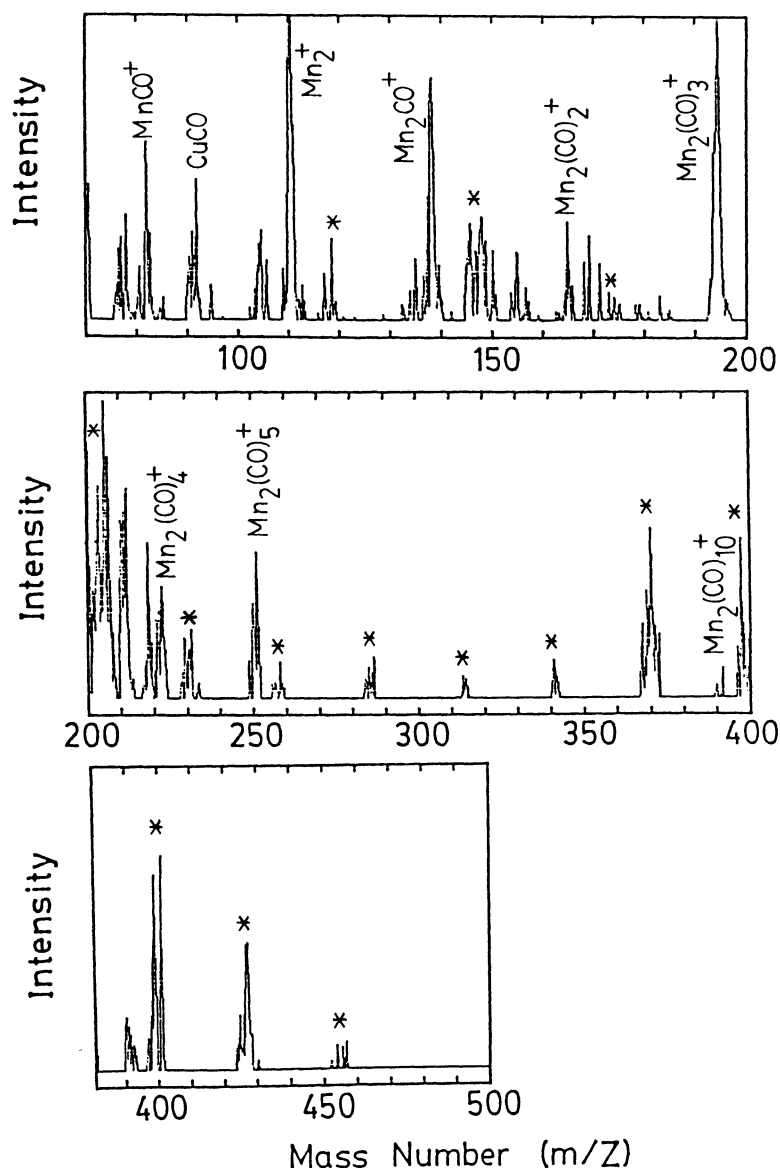 Intensity
MnCO+
CuCO
Mn2+
*
Mn2CO+
*
Mn2(CO)2+
*
Mn2(CO)3+
100
150
200
Intensity
*
Mn2(CO)4+
*
Mn2(CO)5+
*
*
*
*
*
Mn2(CO)10+
*
200
250
300
350
400
Intensity
*
*
*
400
450
500
Mass Number (m/Z)